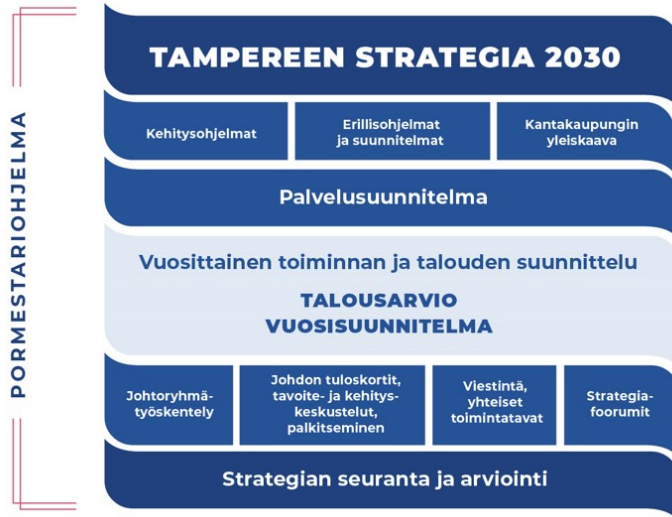 PORMESTARIOHJELMA
TAMPEREEN STRATEGIA 2030
Kehitysohjelmat
Erillisohjelmat
ja suunnitelmat
Kantakaupungin
yleiskaava
Palvelusuunnitelma
Vuosittainen toiminnan ja talouden suunnittelu
TALOUSARVIO
VUOSISUUNNITELMA
Johtoryhmä-
työskentely
Johdon tuloskortit,
tavoite- ja kehitys-
keskustelut,
palkitseminen
Viestintä,
yhteiset
toimintatavat
Strategia-
foorumit
Strategian seuranta ja arviointi